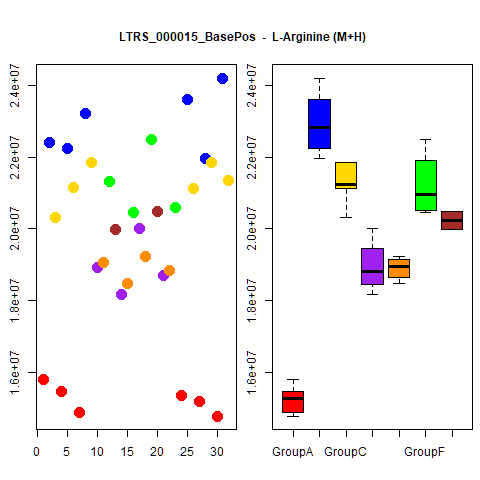 LTRS_000015_BasePos - L-Arginine (M+H)
2.4e+07
2.2e+07
2.0e+07
1.8e+07
1.6e+07
0 5 10 15 20 25 30
2.4e+07
2.2e+07
2.0e+07
1.8e+07
1.6e+07
GroupA GroupC GroupF